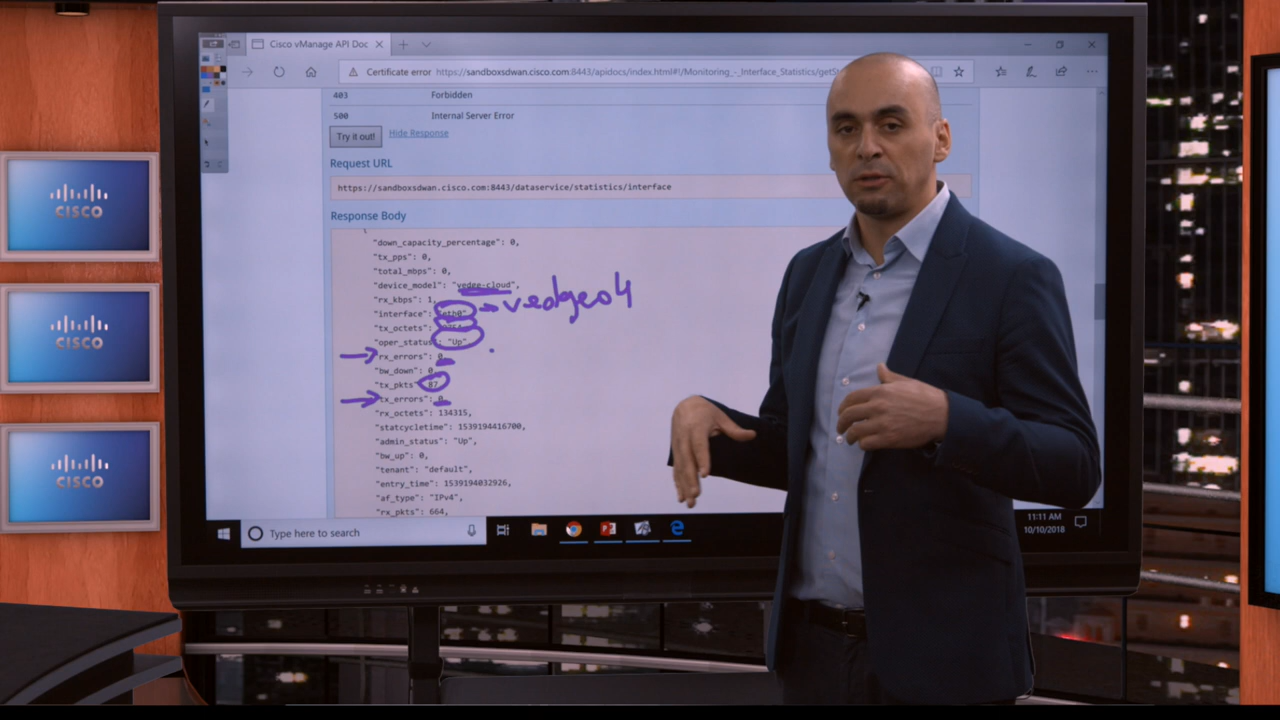 Cisco vManage API Doc
Certificate error https://sandboxsdwan.cisco.com:8443/apidocs/index.html#!/Monitoring_-_Interface_Statistics/getSt
403 Forbidden
500 Internal Server Error
Try it out! Hide Response
Request URL
https://sandboxsdwan.cisco.com:8443/dataservice/statistics/interface
Response Body
{
"down_capacity_percentage": 0,
"tx_pps": 0,
"total_mbps": 0,
"device_model": "vedge-cloud",
"rx_kbps": 1,
"interface": "eth0" vedge04
"tx_octets":
"oper_status": "Up"
"rx_errors": 0,
"bw_down": 0
"tx_pkts" 87
"tx_errors": 0,
"rx_octets": 134315,
"statcycletime": 1539194416700,
"admin_status": "Up",
"bw_up": 0,
"tenant": "default",
"entry_time": 1539194032926,
"af_type": "IPv4",
"rx_pkts": 664,
Type here to search
11:11 AM
10/10/2018
CISCO
CISCO
CISCO